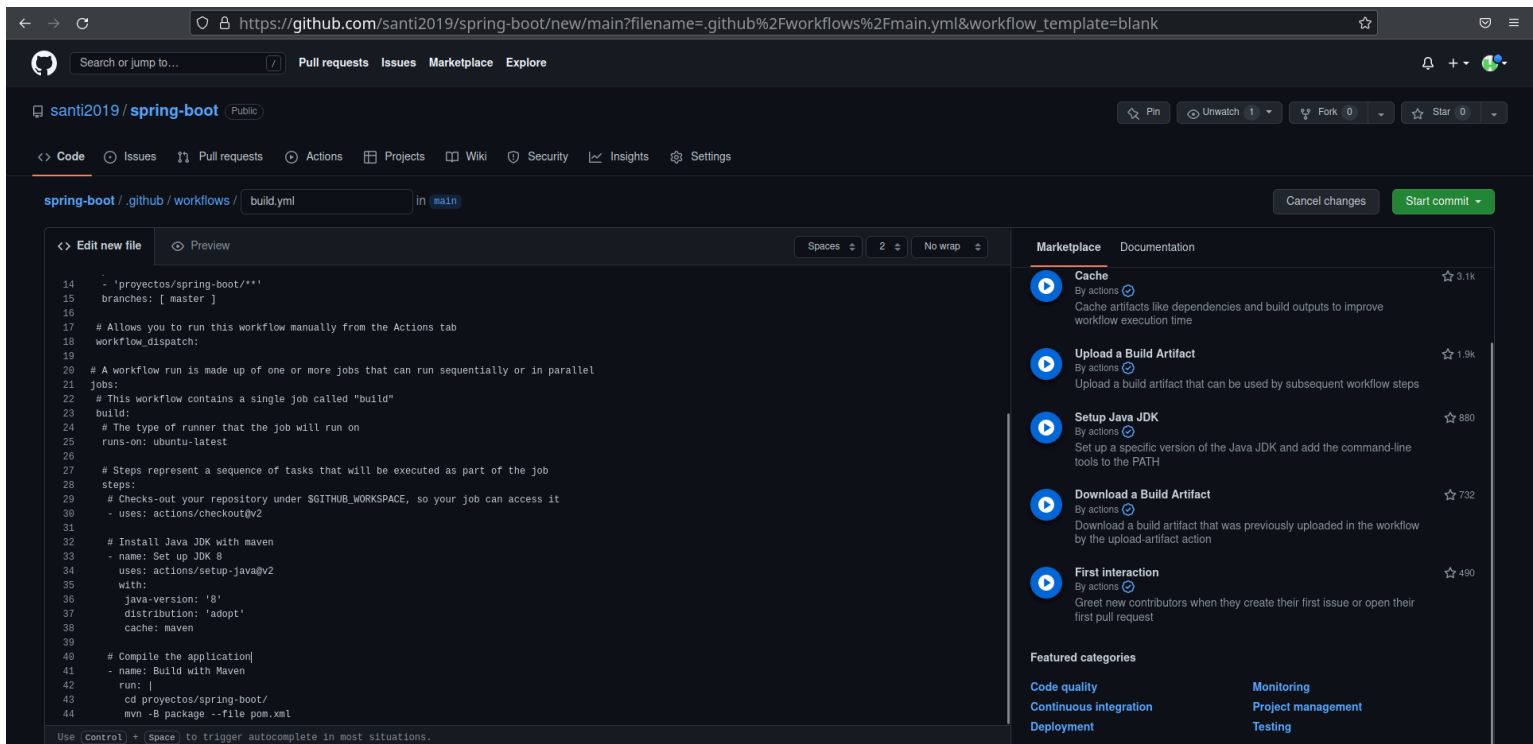 https://github.com/santi2019/spring-boot/new/main?filename=.github%2Fworkflows%2Fmain.yml&workflow_template=blank
Search or jump to... / Pull requests Issues Marketplace Explore
santi2019 / spring-boot Public
Pin Unwatch 1 Fork 0 Star 0
Code Issues Pull requests Actions Projects Wiki Security Insights Settings
spring-boot / .github / workflows / build.yml in main
Cancel changes Start commit
<> Edit new file Preview Spaces 2 No wrap
14 - 'proyectos/spring-boot/**'
15 branches: [ master ]
16
17 # Allows you to run this workflow manually from the Actions tab
18 workflow_dispatch:
19
20 # A workflow run is made up of one or more jobs that can run sequentially or in parallel
21 jobs:
22 # This workflow contains a single job called "build"
23 build:
24 # The type of runner that the job will run on
25 runs-on: ubuntu-latest
26
27 # Steps represent a sequence of tasks that will be executed as part of the job
28 steps:
29 # Checks-out your repository under $GITHUB_WORKSPACE, so your job can access it
30 - uses: actions/checkout@v2
31
32 # Install Java JDK with maven
33 - name: Set up JDK 8
34 uses: actions/setup-java@v2
35 with:
36 java-version: '8'
37 distribution: 'adopt'
38 cache: maven
39
40 # Compile the application
41 - name: Build with Maven
42 run: |
43 cd proyectos/spring-boot/
44 mvn -B package --file pom.xml
Use Control + Space to trigger autocomplete in most situations.
Marketplace Documentation
Cache 3.1k
By actions
Cache artifacts like dependencies and build outputs to improve
workflow execution time
Upload a Build Artifact 1.9k
By actions
Upload a build artifact that can be used by subsequent workflow steps
Setup Java JDK 880
By actions
Set up a specific version of the Java JDK and add the command-line
tools to the PATH
Download a Build Artifact 732
By actions
Download a build artifact that was previously uploaded in the workflow
by the upload-artifact action
First interaction 490
By actions
Greet new contributors when they create their first issue or open their
first pull request
Featured categories
Code quality Monitoring
Continuous integration Project management
Deployment Testing